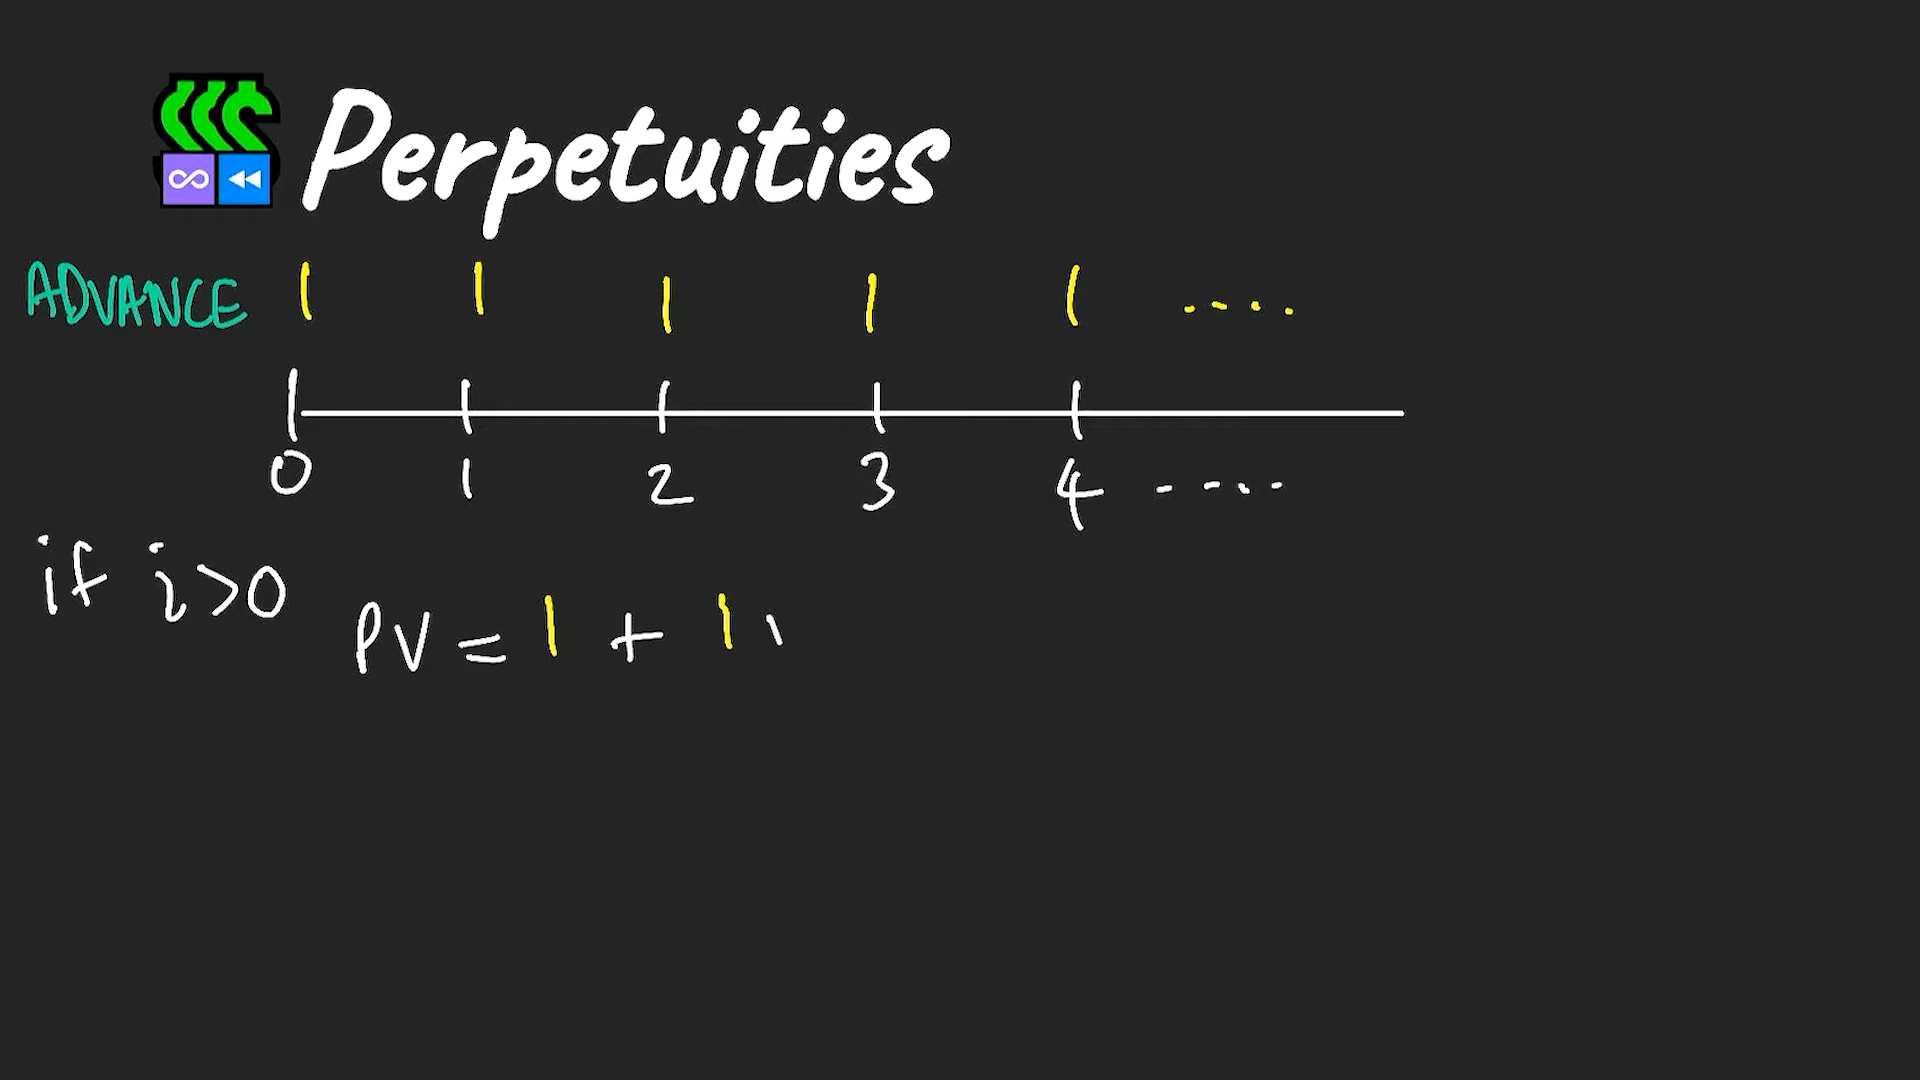 Perpetuities
ADVANCE 1 1 1 1 1 ....
0 1 2 3 4 ....
if i>0
PV = 1 + 1